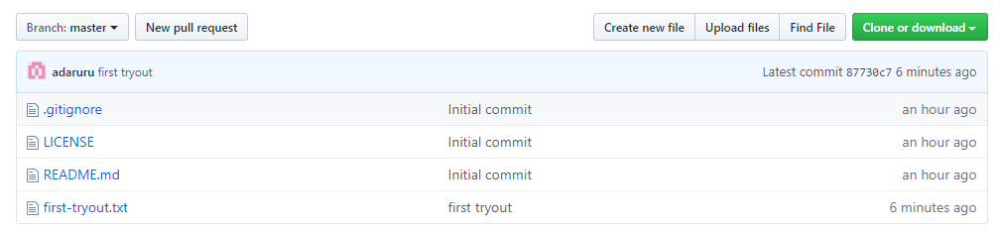 Branch: master New pull request Create new file Upload files Find File Clone or download
adaruru first tryout Latest commit 87730c7 6 minutes ago
.gitignore Initial commit an hour ago
LICENSE Initial commit an hour ago
README.md Initial commit an hour ago
first-tryout.txt first tryout 6 minutes ago